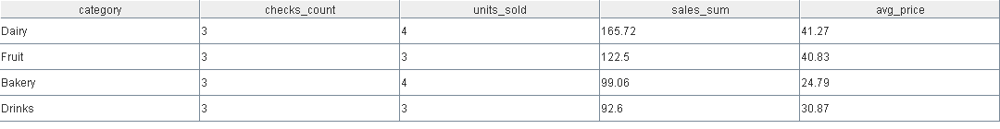 category checks_count units_sold sales_sum avg_price
Dairy 3 4 165.72 41.27
Fruit 3 3 122.5 40.83
Bakery 3 4 99.06 24.79
Drinks 3 3 92.6 30.87